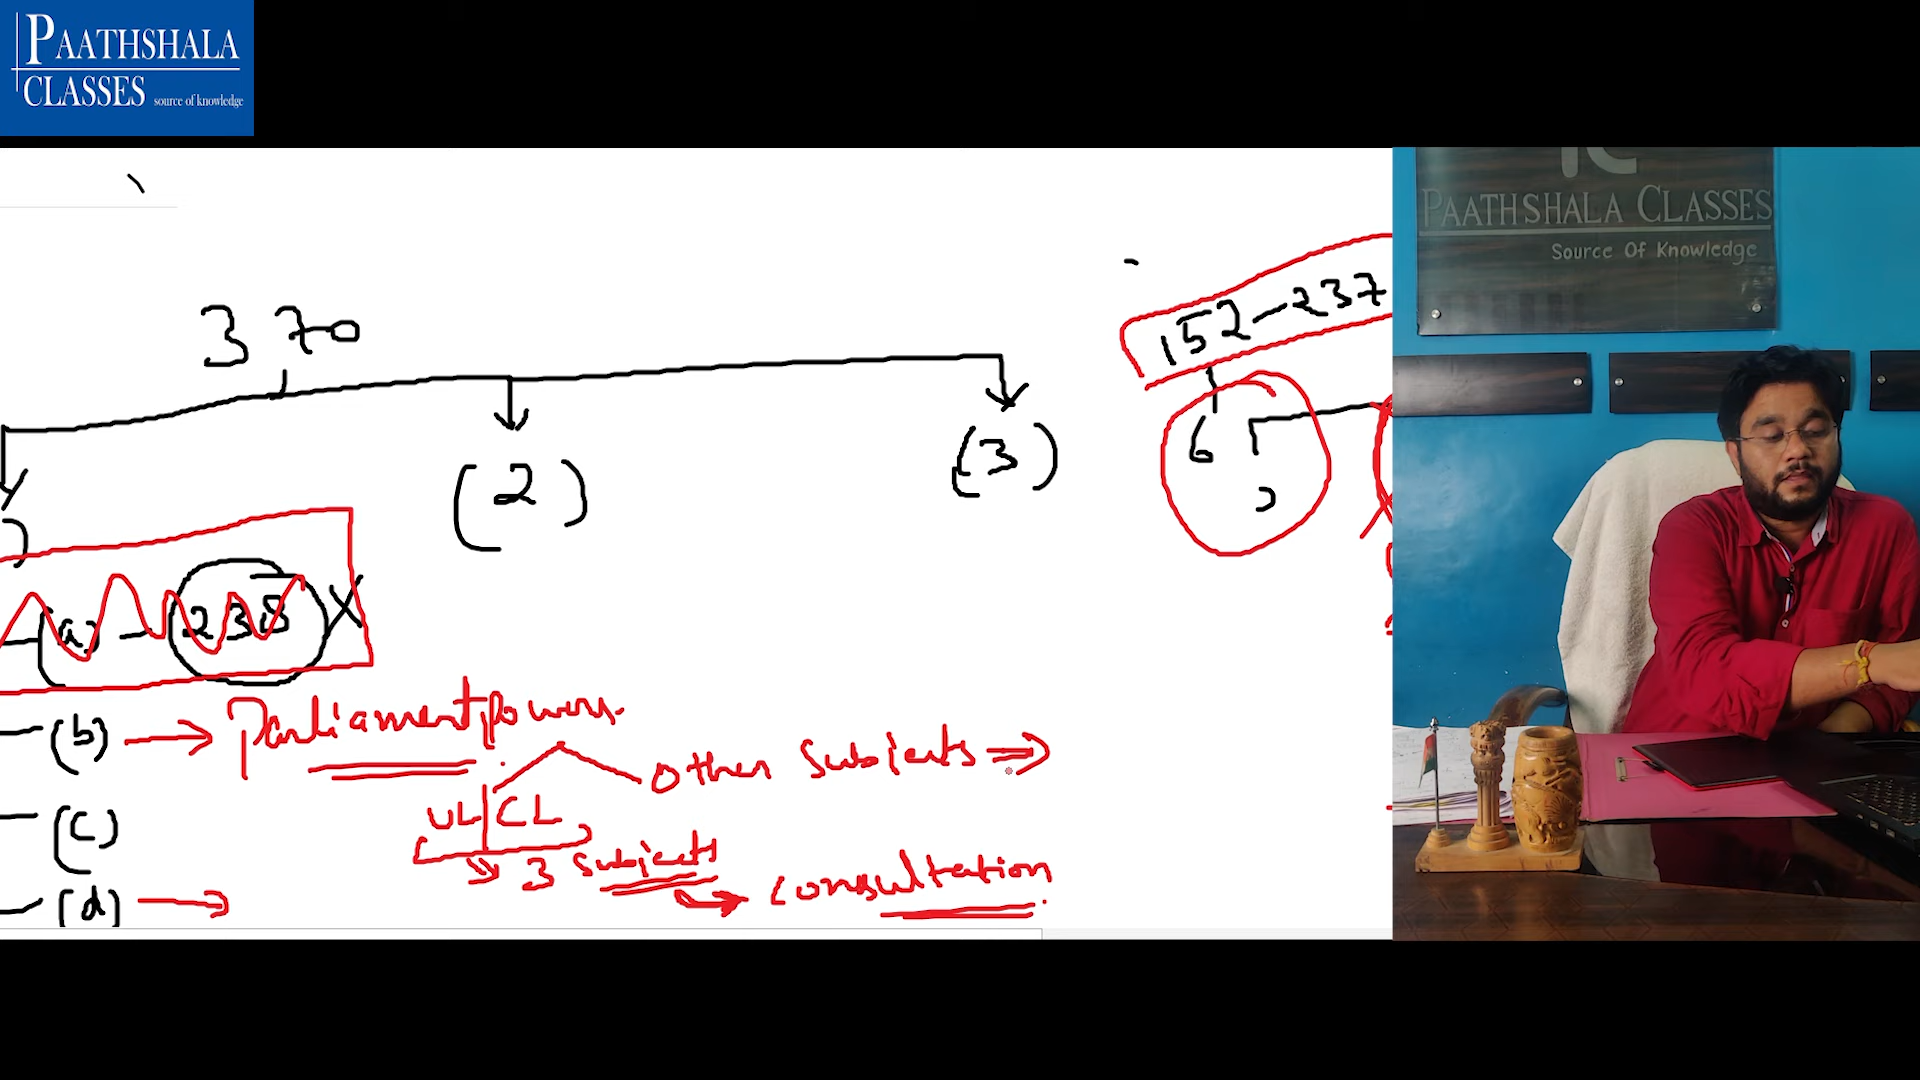 PAATHSHALA
CLASSES source of knowledge
PAATHSHALA CLASSES
Source Of Knowledge
370
152-237
6
(2)
(3)
(a) - 238 X
(b) → Parliament powers.
Other Subjects ⇒
UL | CL
(c)
3 Subjects
→ consultation
(d) →